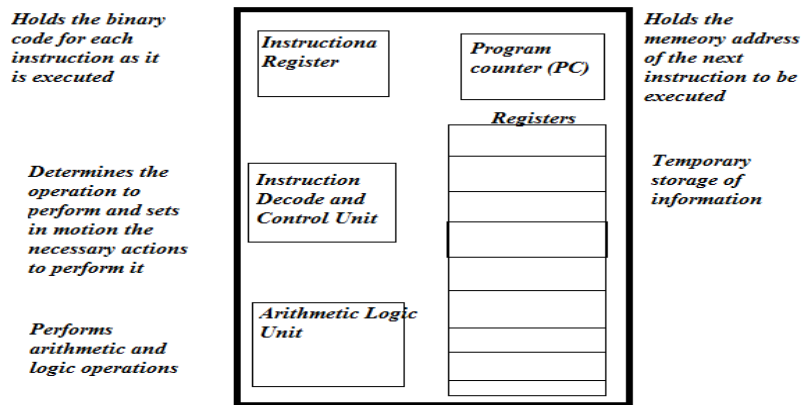 Holds the binary
code for each
instruction as it
is executed
Instructiona
Register
Program
counter (PC)
Holds the
memeory address
of the next
instruction to be
executed
Registers
Determines the
operation to
perform and sets
in motion the
necessary actions
to perform it
Instruction
Decode and
Control Unit
Temporary
storage of
information
Performs
arithmetic and
logic operations
Arithmetic Logic
Unit